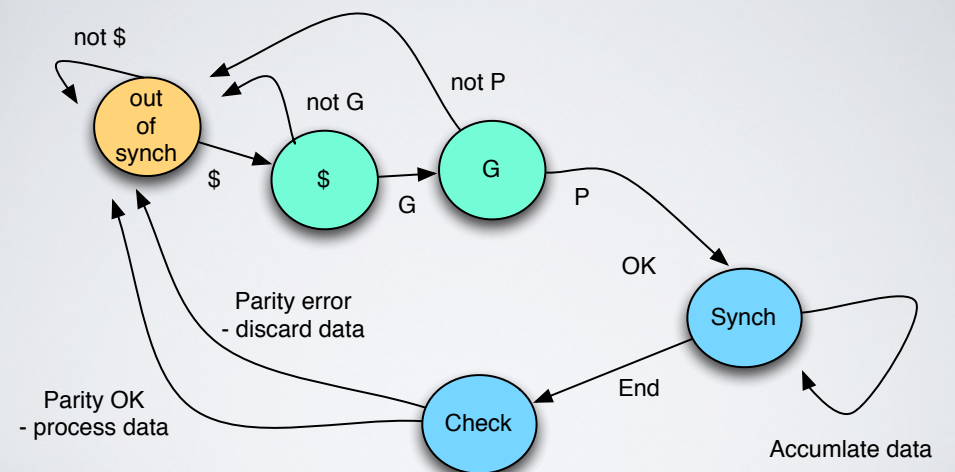 not $
out
of
synch
$
not G
$
G
not P
G
P
OK
Synch
Accumlate data
End
Check
Parity error
- discard data
Parity OK
- process data